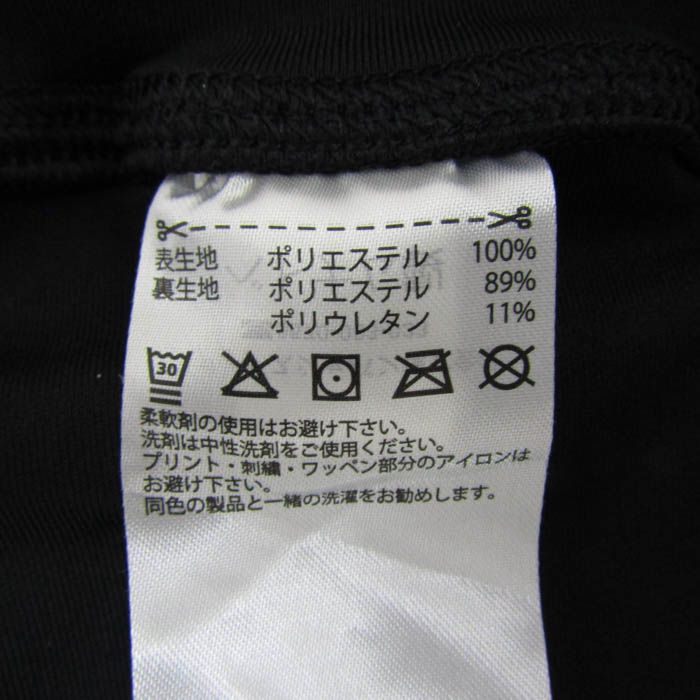 表生地 ポリエステル 100%
裏生地 ポリエステル 89%
ポリウレタン 11%
30
柔軟剤の使用はお避け下さい。
洗剤は中性洗剤をご使用ください。
プリント・刺繍・ワッペン部分のアイロンは
お避け下さい。
同色の製品と一緒の洗濯をお勧めします。